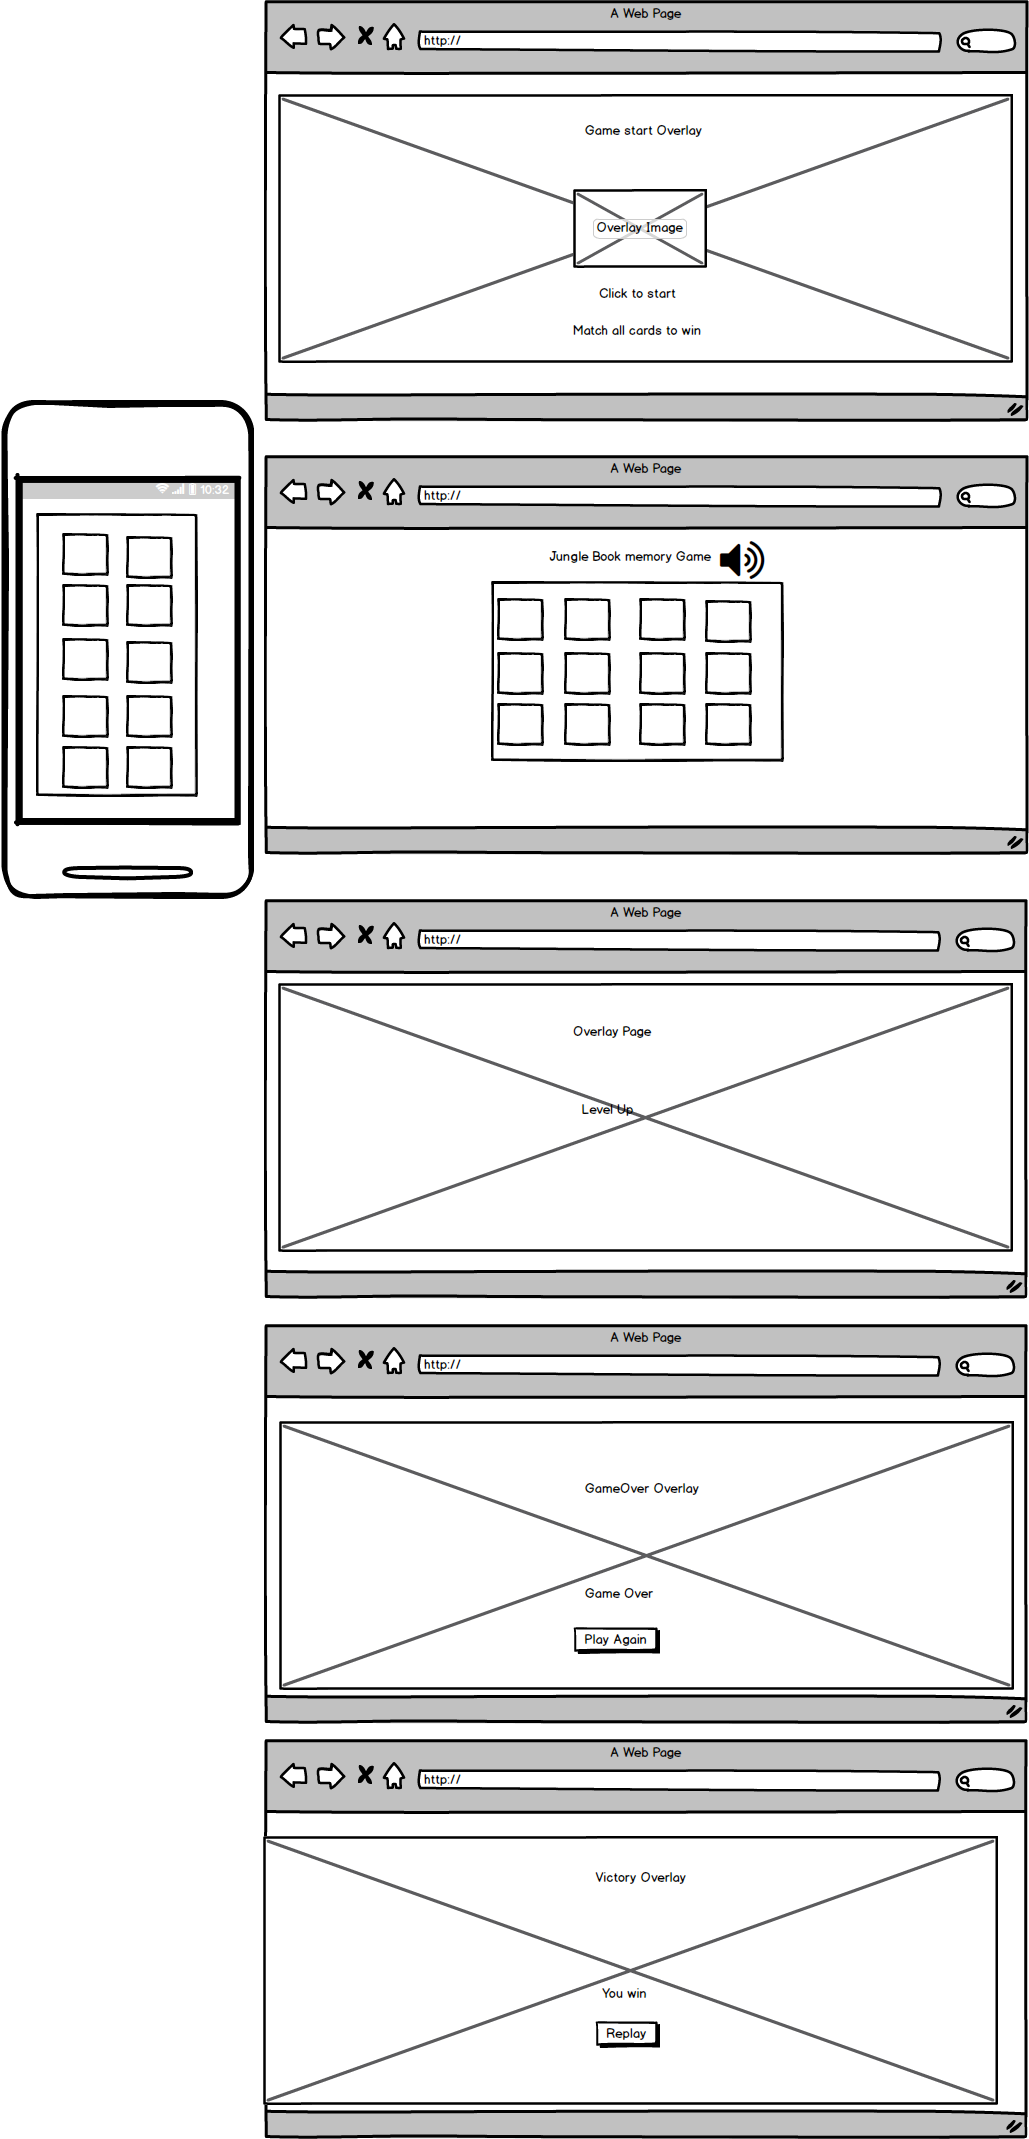 A Web Page
http://
Game start Overlay
Overlay Image
Click to start
Match all cards to win
10:32
A Web Page
http://
Jungle Book memory Game
A Web Page
http://
Overlay Page
Level Up
A Web Page
http://
GameOver Overlay
Game Over
Play Again
A Web Page
http://
Victory Overlay
You win
Replay